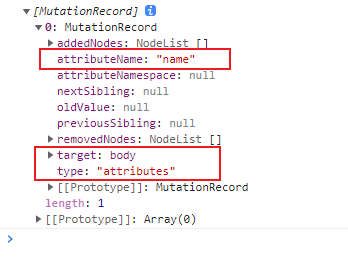 ▼ [MutationRecord] i
▼ 0: MutationRecord
▶ addedNodes: NodeList []
attributeName: "name"
attributeNamespace: null
nextSibling: null
oldValue: null
previousSibling: null
▶ removedNodes: NodeList []
▶ target: body
type: "attributes"
▶ [[Prototype]]: MutationRecord
length: 1
▶ [[Prototype]]: Array(0)
>